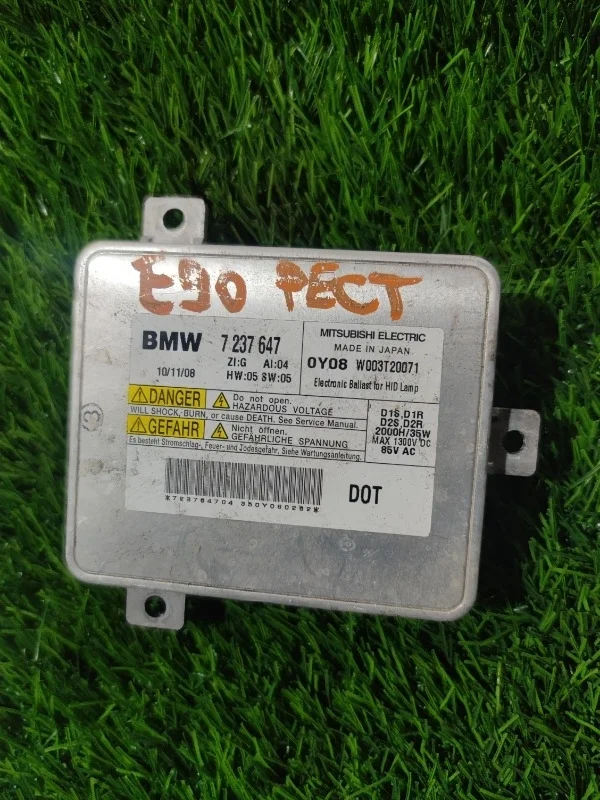 E90 РЕСТ
BMW 7 237 647
ZI:G AI:04
10/11/08 HW:05 SW:05
MITSUBISHI ELECTRIC
MADE IN JAPAN
0Y08 W003T20071
Electronic Ballast for HID Lamp
DANGER Do not open.
HAZARDOUS VOLTAGE
WILL SHOCK, BURN, or cause DEATH. See Service Manual.
GEFAHR Nicht öffnen.
GEFÄHRLICHE SPANNUNG
Es besteht Stromschlag-, Feuer- und Todesgefahr. Siehe Wartungsanleitung.
D1S,D1R
D2S,D2R
2000H/35W
MAX 1300V DC
85V AC
*723764704 350Y080282*
DOT